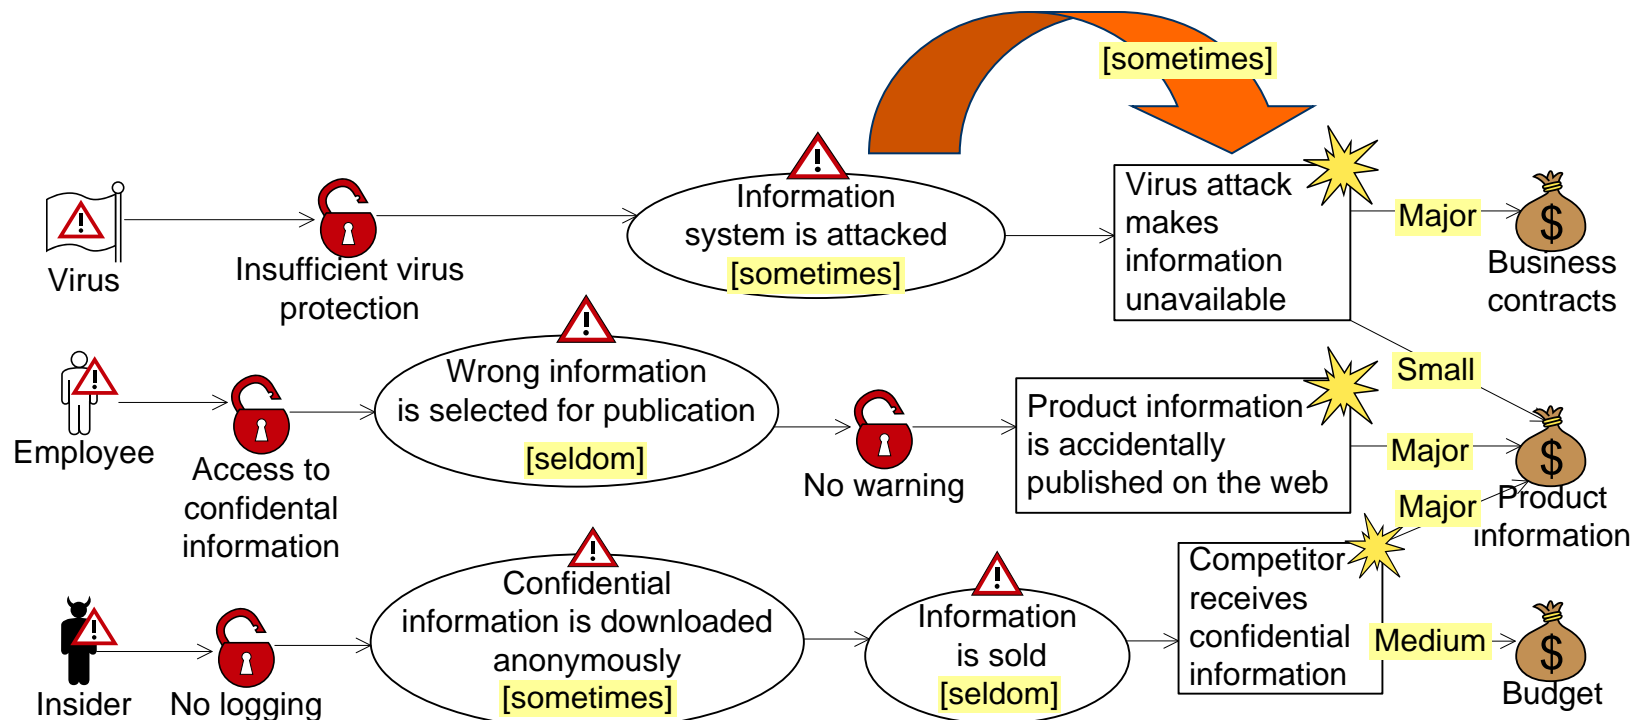 [sometimes]
Virus
Insufficient virus
protection
Information
system is attacked
[sometimes]
Virus attack
makes
information
unavailable
Major
$
Business
contracts
Small
Employee
Access to
confidental
information
Wrong information
is selected for publication
[seldom]
No warning
Product information
is accidentally
published on the web
Major
$
Product
information
Major
Insider
No logging
Confidential
information is downloaded
anonymously
[sometimes]
Information
is sold
[seldom]
Competitor
receives
confidential
information
Medium
$
Budget